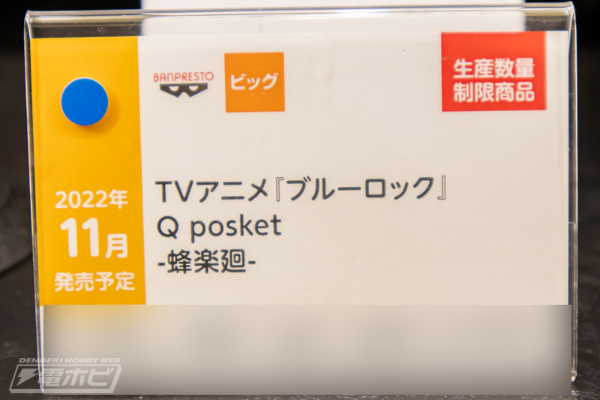 BANPRESTO
ビッグ
生産数量
制限商品
2022年
11月
発売予定
TVアニメ『ブルーロック』
Q posket
-蜂楽廻-
DENGEKI HOBBY WEB
電ホビ